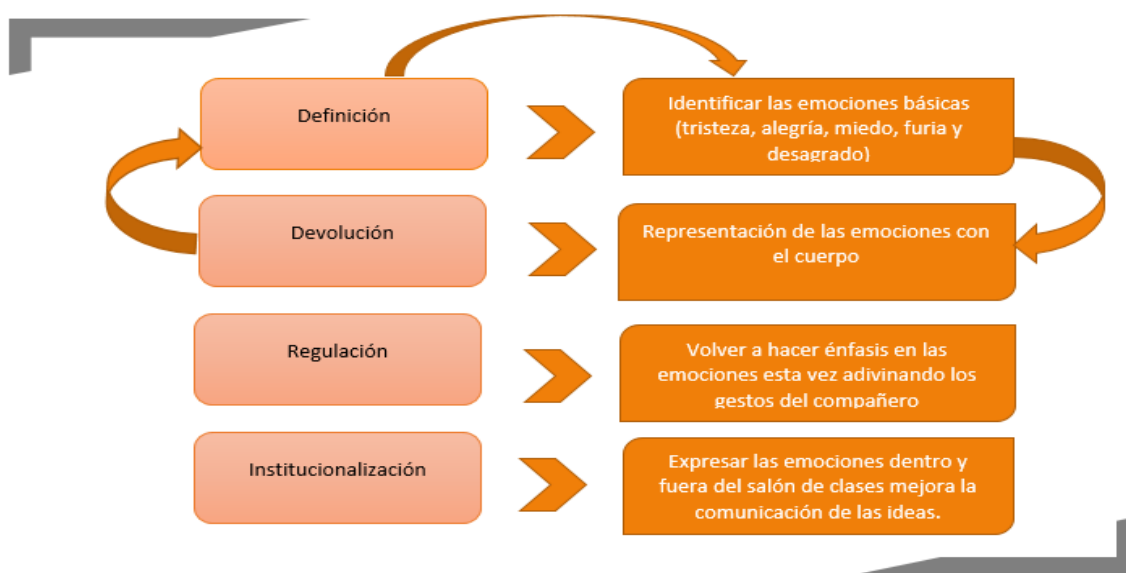 Definición
Identificar las emociones básicas
(tristeza, alegría, miedo, furia y
desagrado)
Devolución
Representación de las emociones con
el cuerpo
Regulación
Volver a hacer énfasis en las
emociones esta vez adivinando los
gestos del compañero
Institucionalización
Expresar las emociones dentro y
fuera del salón de clases mejora la
comunicación de las ideas.